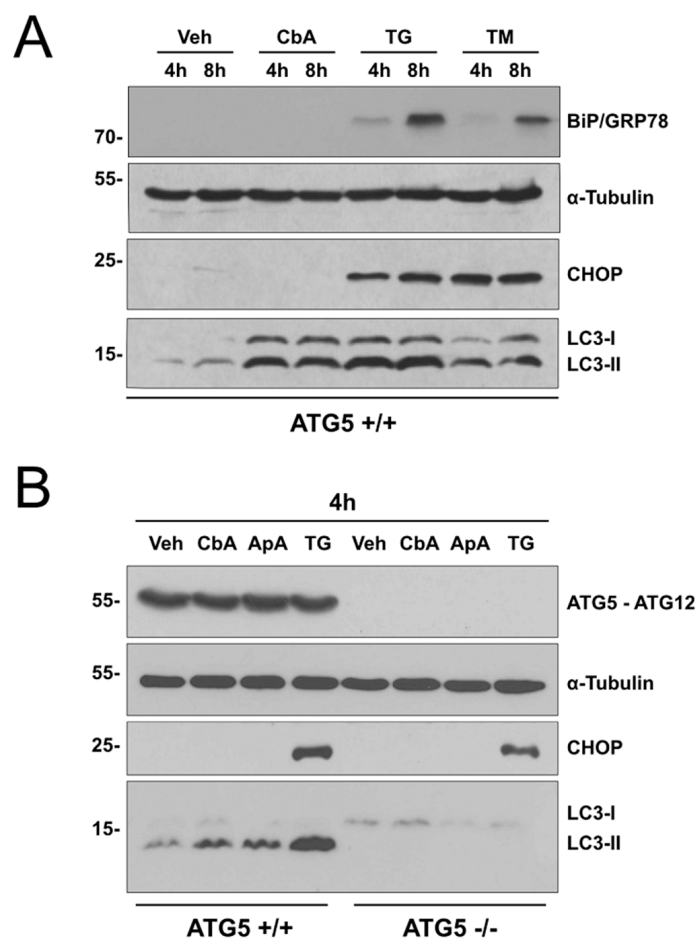 A
Veh CbA TG TM
4h 8h 4h 8h 4h 8h 4h 8h
BiP/GRP78
70-
55-
α-Tubulin
25-
CHOP
LC3-I
15-
LC3-II
ATG5 +/+
B
4h
Veh CbA ApA TG Veh CbA ApA TG
55- ATG5 - ATG12
55-
α-Tubulin
25- CHOP
LC3-I
15-
LC3-II
ATG5 +/+ ATG5 -/-